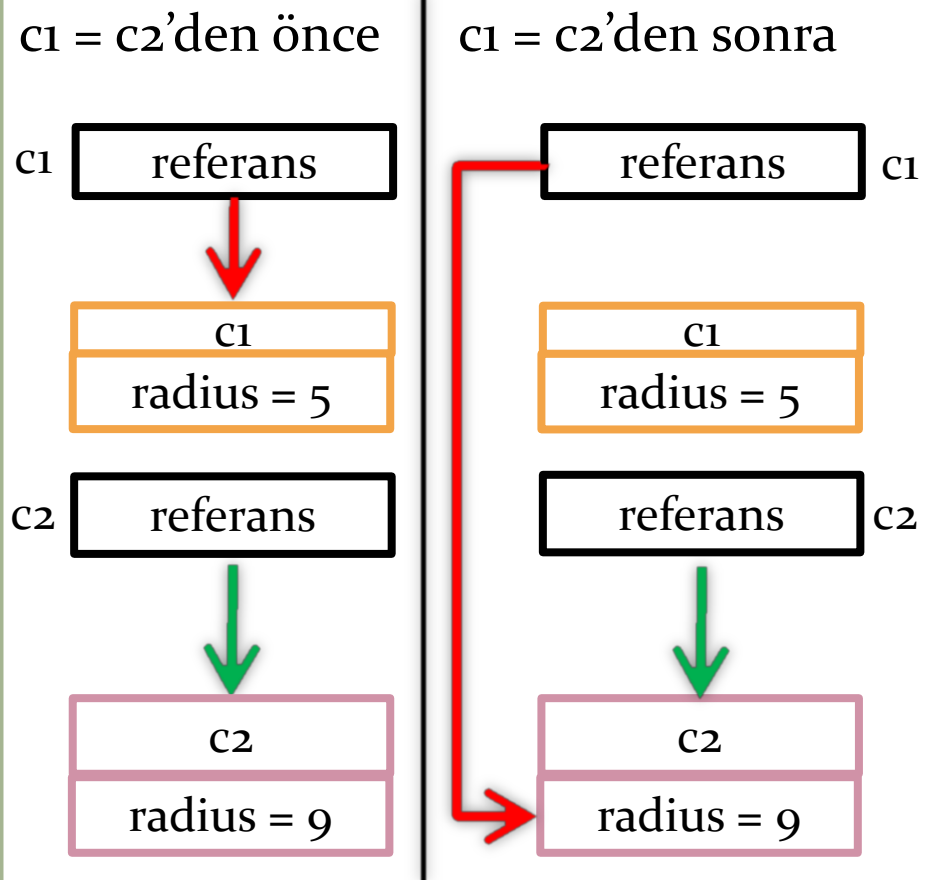 c1 = c2’den önce
c1
referans
c1
radius = 5
c2
referans
c2
radius = 9
c1 = c2’den sonra
referans
c1
c1
radius = 5
referans
c2
c2
radius = 9